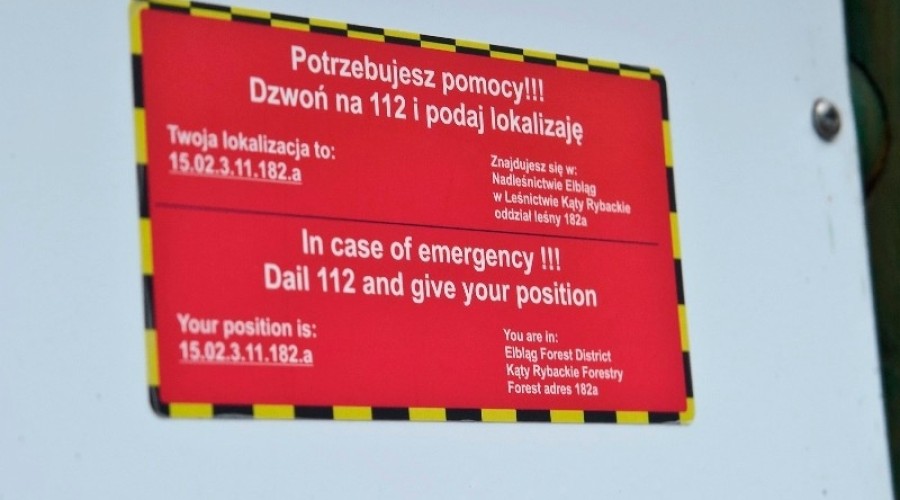 Potrzebujesz pomocy!!!
Dzwoń na 112 i podaj lokalizaję
Twoja lokalizacja to:
15.02.3.11.182.a
Znajdujesz się w:
Nadleśnictwie Elbląg
w Leśnictwie Kąty Rybackie
oddział leśny 182a
In case of emergency !!!
Dail 112 and give your position
Your position is:
15.02.3.11.182.a
You are in:
Elbląg Forest District
Kąty Rybackie Forestry
Forest adres 182a